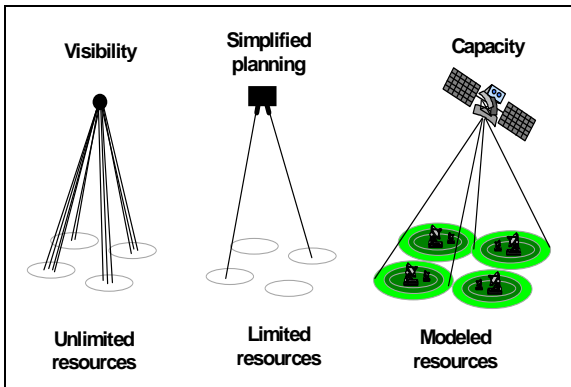 Visibility
Simplified
planning
Capacity
Unlimited
resources
Limited
resources
Modeled
resources